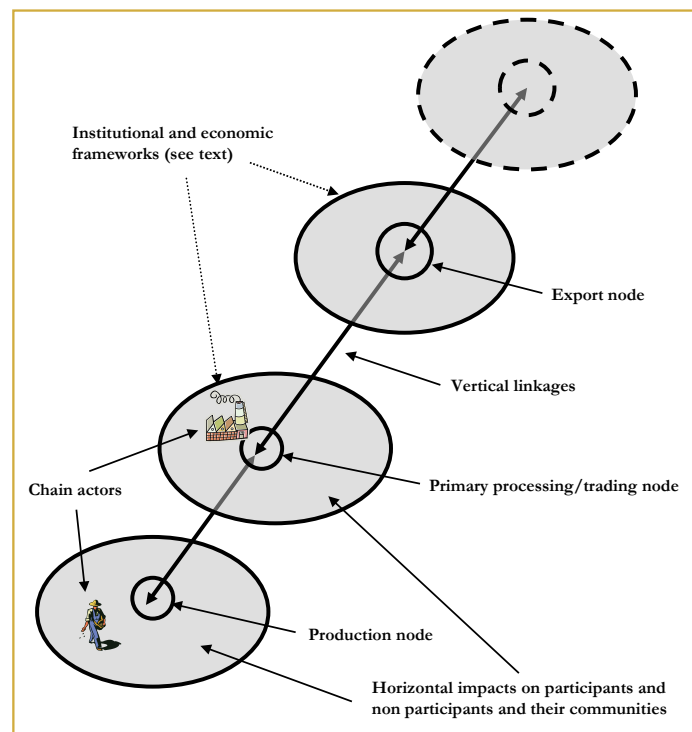 Institutional and economic
frameworks (see text)
Export node
Vertical linkages
Chain actors
Primary processing/trading node
Production node
Horizontal impacts on participants and
non participants and their communities